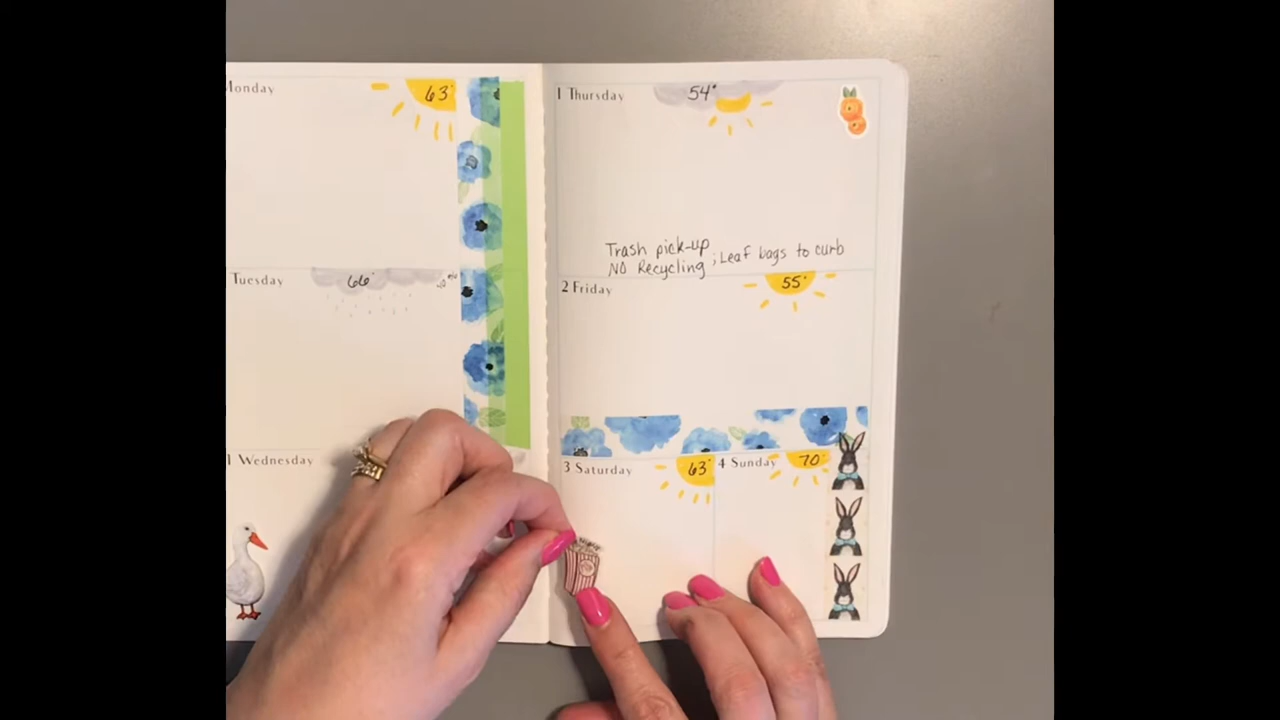 Monday
63°
Tuesday
66°
1 Wednesday
1 Thursday
54°
Trash pick-up
NO Recycling ; Leaf bags to curb
2 Friday
55°
3 Saturday
63°
4 Sunday
70°